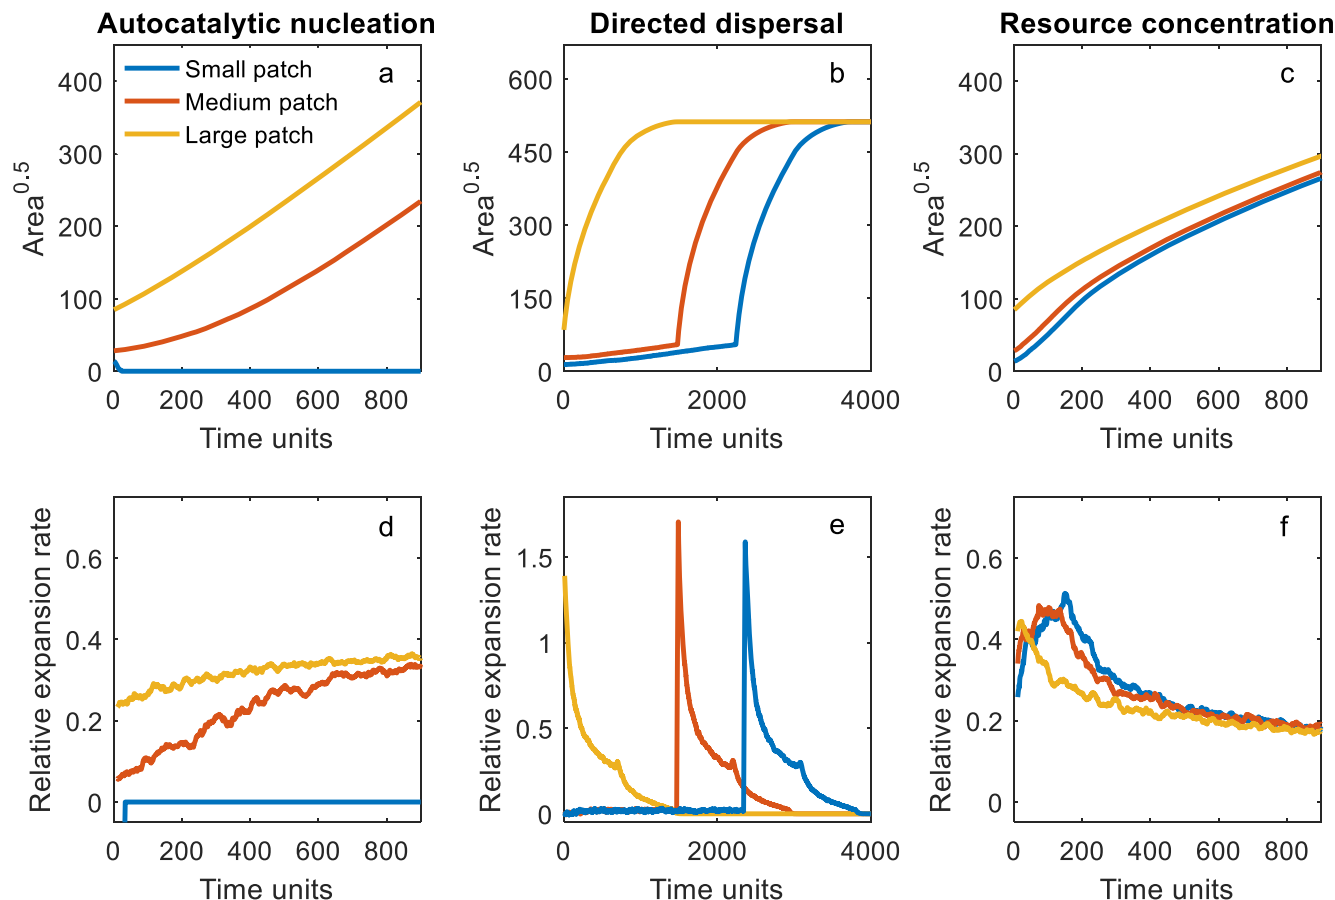 Autocatalytic nucleation
Directed dispersal
Resource concentration
a
Small patch
Medium patch
Large patch
400
300
200
100
0
Area^0.5
0 200 400 600 800
Time units
b
600
450
300
150
0
Area^0.5
0 2000 4000
Time units
c
400
300
200
100
0
Area^0.5
0 200 400 600 800
Time units
d
0.6
0.4
0.2
0
Relative expansion rate
0 200 400 600 800
Time units
e
1.5
1
0.5
0
Relative expansion rate
0 2000 4000
Time units
f
0.6
0.4
0.2
0
Relative expansion rate
0 200 400 600 800
Time units